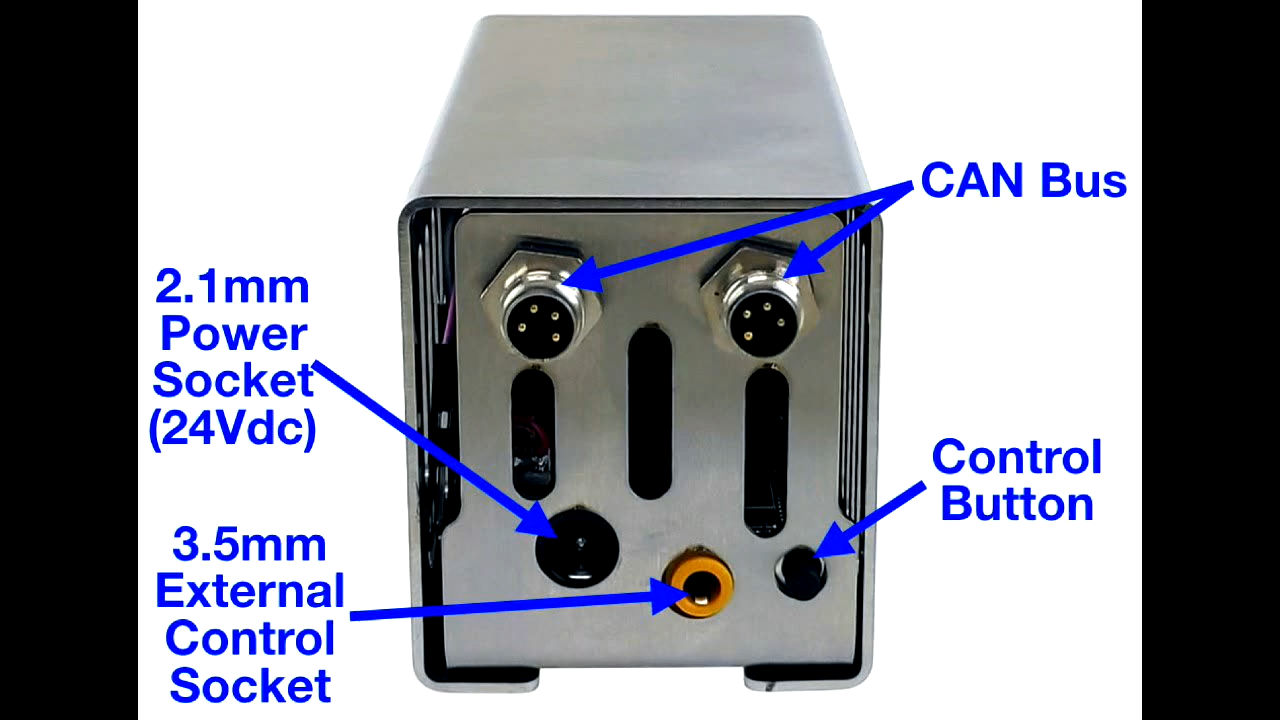 CAN Bus
2.1mm
Power
Socket
(24Vdc)
Control
Button
3.5mm
External
Control
Socket